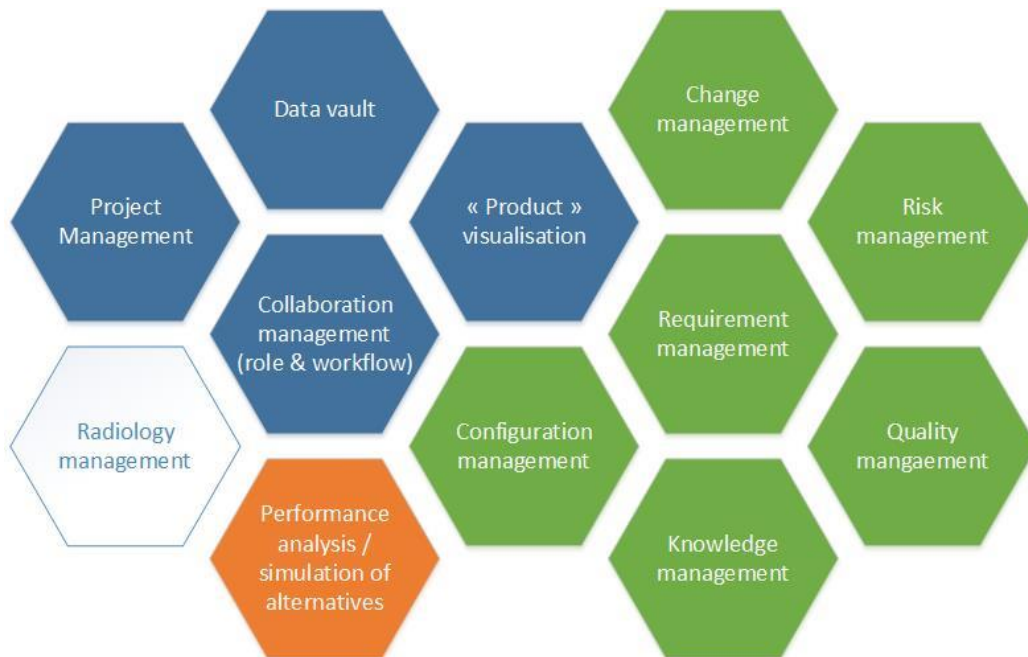 Data vault
Change
management
Project
Management
« Product »
visualisation
Risk
management
Collaboration
management
(role & workflow)
Requirement
management
Radiology
management
Configuration
management
Quality
mangaement
Performance
analysis /
simulation of
alternatives
Knowledge
management